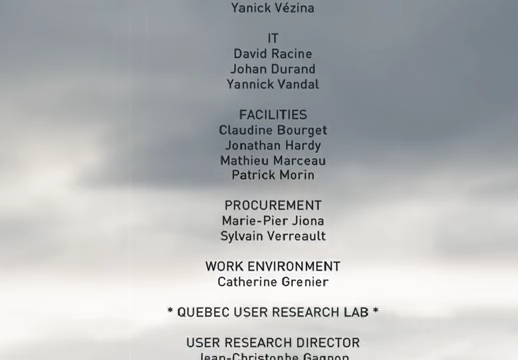 Yanick Vézina
IT
David Racine
Johan Durand
Yannick Vandal
FACILITIES
Claudine Bourget
Jonathan Hardy
Mathieu Marceau
Patrick Morin
PROCUREMENT
Marie-Pier Jiona
Sylvain Verreault
WORK ENVIRONMENT
Catherine Grenier
* QUEBEC USER RESEARCH LAB *
USER RESEARCH DIRECTOR
Jean-Christophe Gagnon